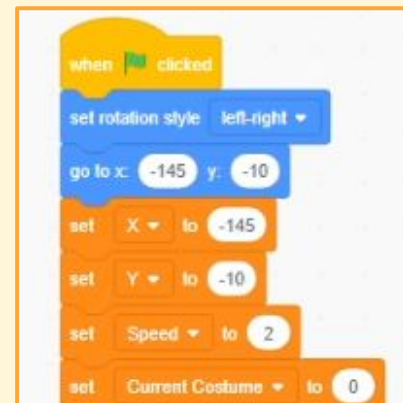 when clicked
set rotation style left-right
go to x: -145 y: -10
set X to -145
set Y to -10
set Speed to 2
set Current Costume to 0